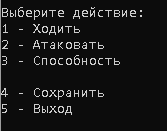 Выберите действие:
1 - Ходить
2 - Атаковать
3 - Способность
4 - Сохранить
5 - Выход